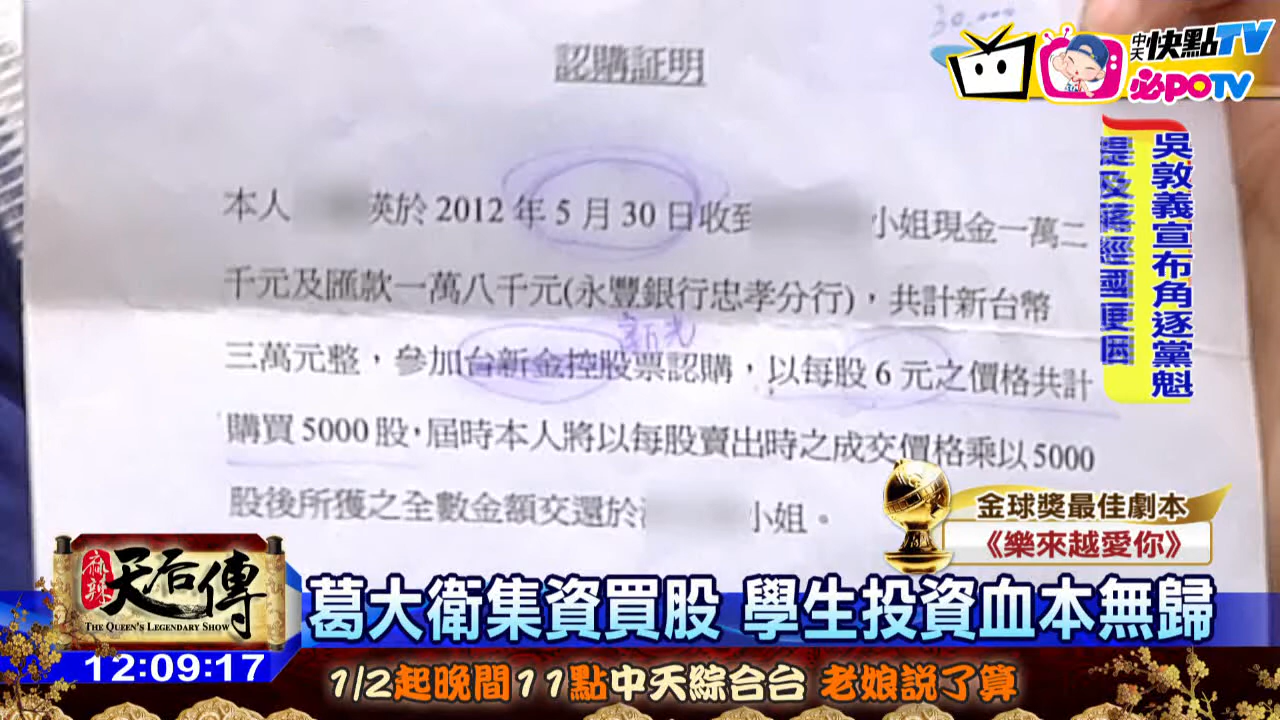 30,000
認購証明
本人 英於 2012 年 5 月 30 日收到 小姐現金一萬二
千元及匯款一萬八千元(永豐銀行忠孝分行)，共計新台幣
新光
三萬元整，參加台新金控股票認購，以每股 6 元之價格共計
購買 5000 股，屆時本人將以每股賣出時之成交價格乘以 5000
股後所獲之全數金額交還於 小姐。
中天快點TV
必POTV
吳敦義宣布角逐黨魁
提及蔣經國哽咽
金球獎最佳劇本
《樂來越愛你》
麻辣天后傳
THE QUEEN'S LEGENDARY SHOW
葛大衛集資買股 學生投資血本無歸
12:09:17
1/2起晚間11點中天綜合台 老娘説了算